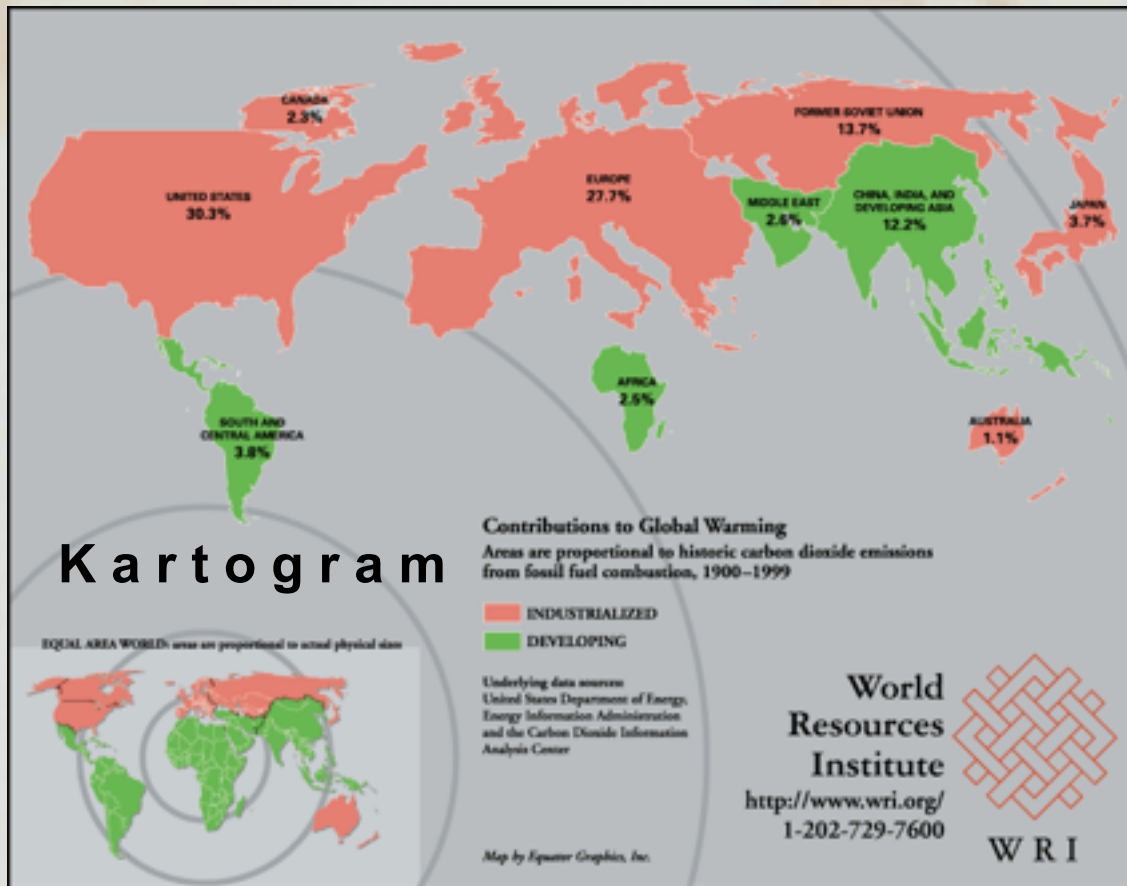 CANADA
2.3%
UNITED STATES
30.3%
EUROPE
27.7%
FORMER SOVIET UNION
13.7%
MIDDLE EAST
2.6%
CHINA, INDIA, AND
DEVELOPING ASIA
12.2%
JAPAN
3.7%
AFRICA
2.5%
SOUTH AND
CENTRAL AMERICA
3.8%
AUSTRALIA
1.1%
Kartogram
Contributions to Global Warming
Areas are proportional to historic carbon dioxide emissions
from fossil fuel combustion, 1900–1999
INDUSTRIALIZED
DEVELOPING
EQUAL AREA WORLD: areas are proportional to actual physical sizes
Underlying data sources:
United States Department of Energy,
Energy Information Administration
and the Carbon Dioxide Information
Analysis Center
Map by Equator Graphics, Inc.
World
Resources
Institute
http://www.wri.org/
1-202-729-7600
WRI